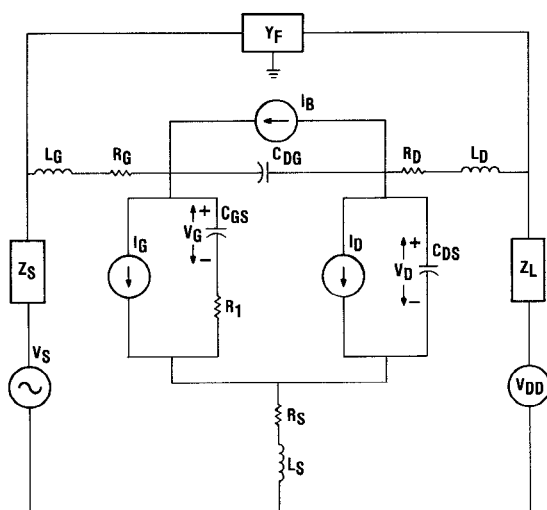 YF
IB
LG RG CDG RD LD
IG + VG − CGS
ID + VD − CDS
ZS R1 ZL
VS VDD
RS
LS